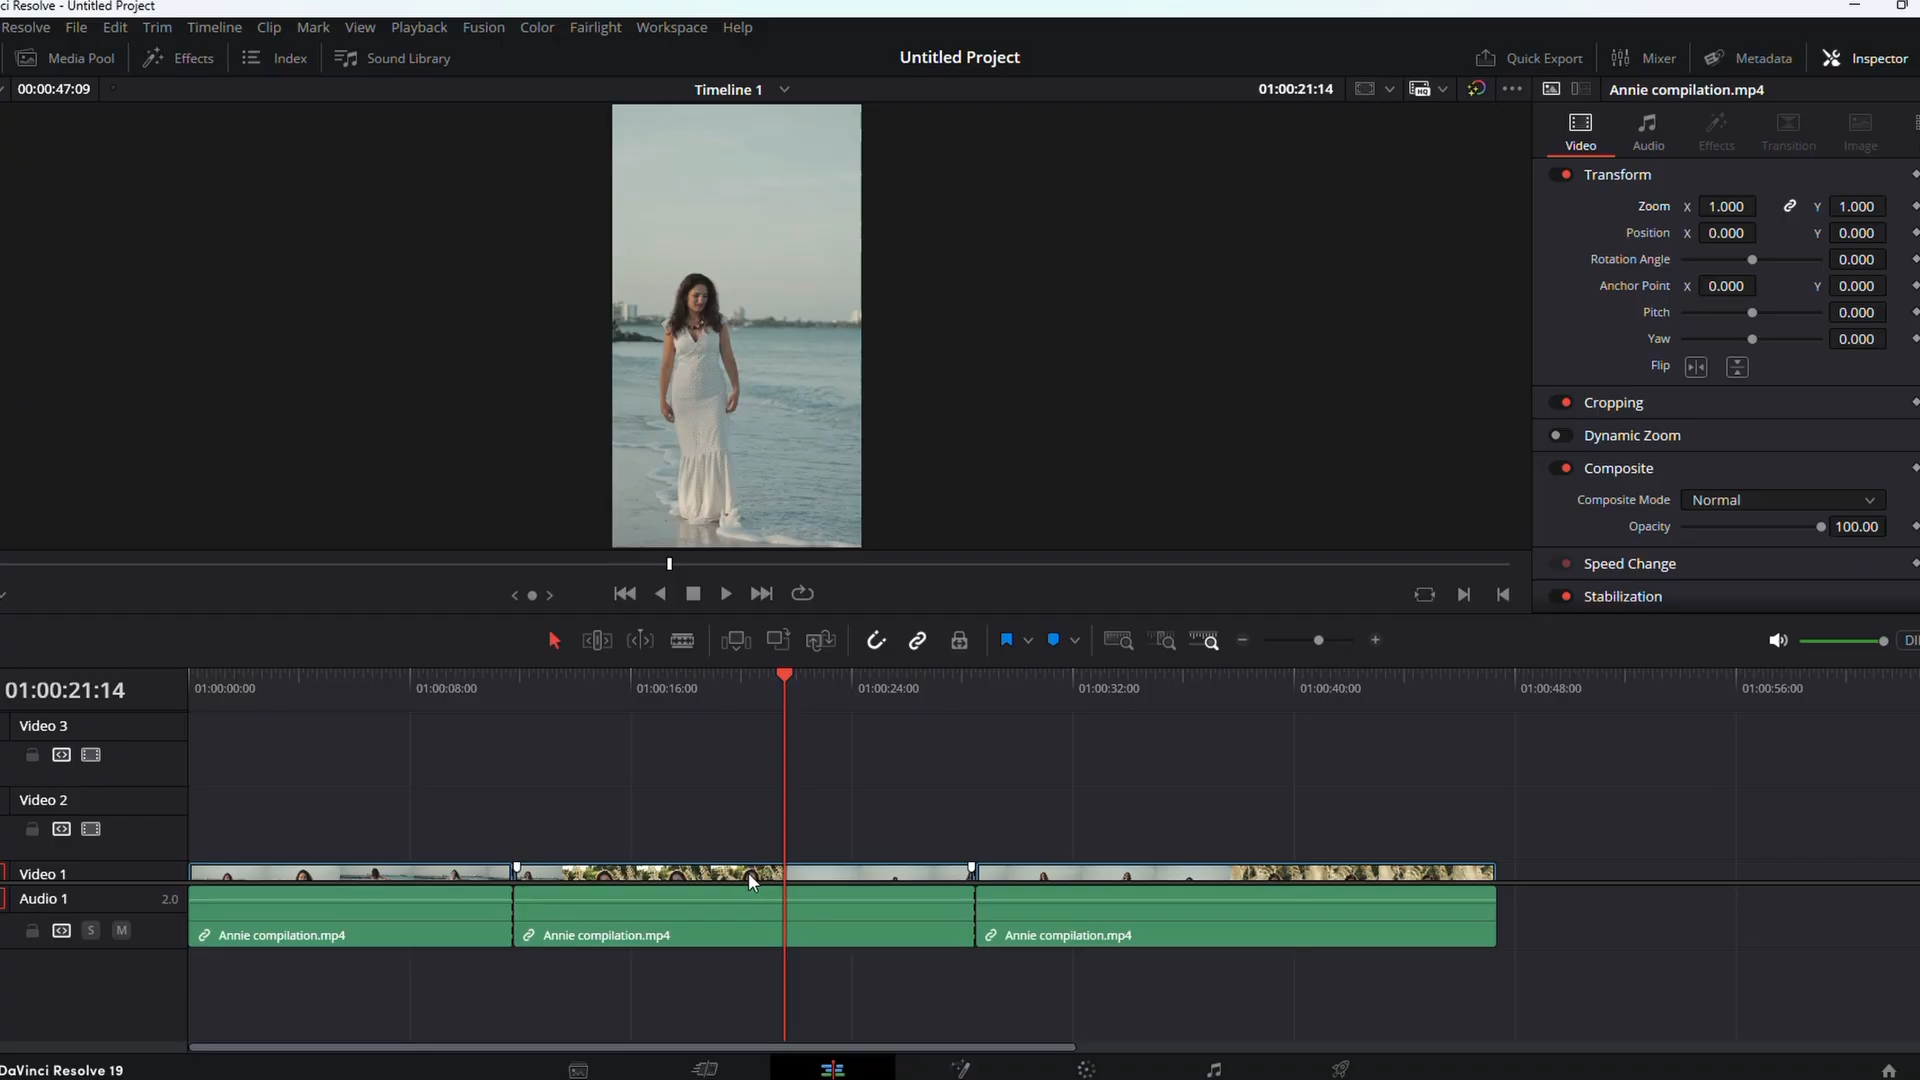 ci Resolve - Untitled Project
Resolve File Edit Trim Timeline Clip Mark View Playback Fusion Color Fairlight Workspace Help
Media Pool Effects Index Sound Library Untitled Project Quick Export Mixer Metadata Inspector
00:00:47:09 Timeline 1 01:00:21:14 HQ Annie compilation.mp4
Video Audio Effects Transition Image
Transform
Zoom X 1.000 Y 1.000
Position X 0.000 Y 0.000
Rotation Angle 0.000
Anchor Point X 0.000 Y 0.000
Pitch 0.000
Yaw 0.000
Flip
Cropping
Dynamic Zoom
Composite
Composite Mode Normal
Opacity 100.00
Speed Change
Stabilization
DI
01:00:21:14 01:00:00:00 01:00:08:00 01:00:16:00 01:00:24:00 01:00:32:00 01:00:40:00 01:00:48:00 01:00:56:00
Video 3
Video 2
Video 1
Audio 1 2.0
S M Annie compilation.mp4 Annie compilation.mp4 Annie compilation.mp4
DaVinci Resolve 19